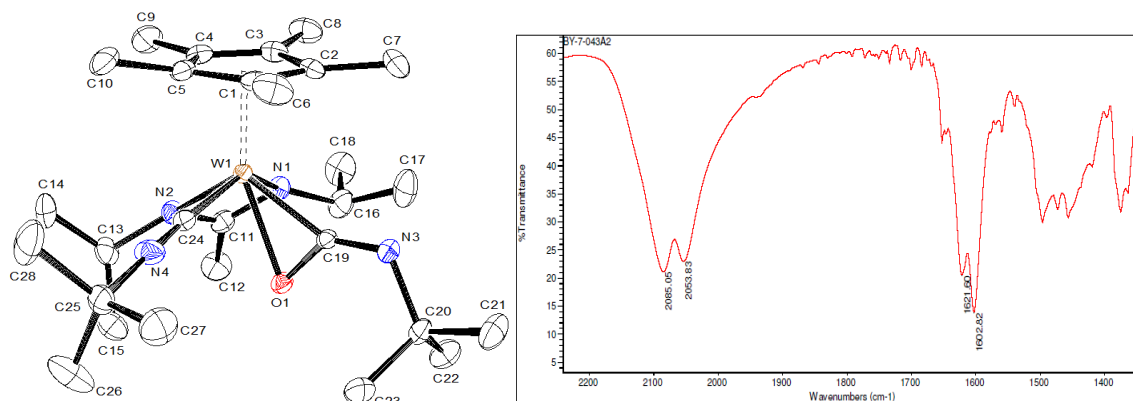 C9
C4
C3
C8
C2
C7
C10
C5
C1
C6
W1
N1
C18
C17
C14
N2
C16
C13
C24
C11
N3
C28
N4
C19
C12
O1
C25
C27
C20
C21
C15
C22
C26
C23
BY-7-043A2
%Transmittance
60
55
50
45
40
35
30
25
20
15
10
5
2085.05
2053.83
1621.60
1602.82
2200
2100
2000
1900
1800
1700
1600
1500
1400
Wavenumbers (cm-1)